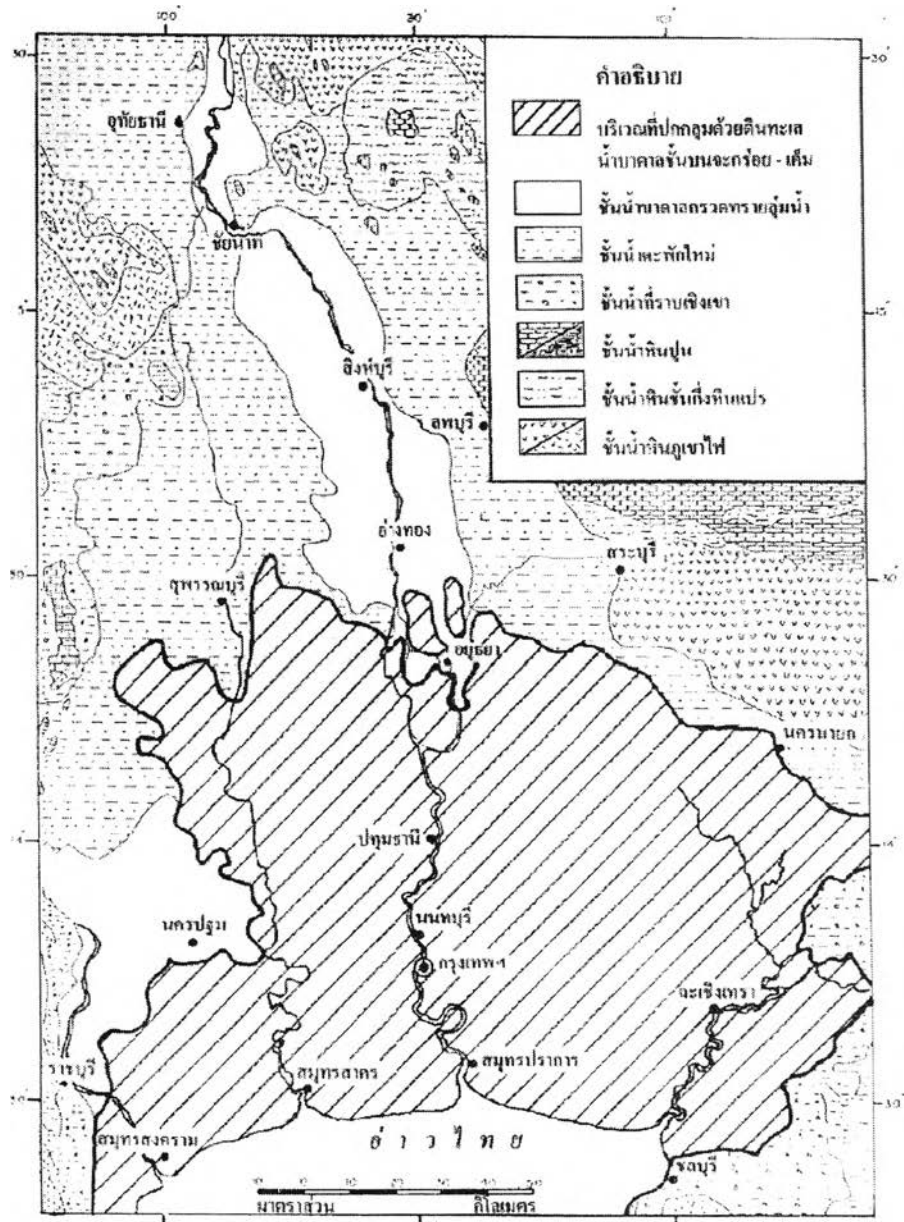 100°
30'
10'
30'
30'
คำอธิบาย
บริเวณที่ปกคลุมด้วยดินทะเล
น้ำบาดาลชั้นบนจะกร่อย - เค็ม
ชั้นน้ำบาดาลกรวดทรายลุ่มน้ำ
ชั้นน้ำตะพักใหม่
ชั้นน้ำที่ราบเชิงเขา
ชั้นน้ำหินปูน
ชั้นน้ำหินชั้นกึ่งหินแปร
ชั้นน้ำหินภูเขาไฟ
อุทัยธานี
ชัยนาท
15°
สิงห์บุรี
ลพบุรี
อ่างทอง
สระบุรี
สุพรรณบุรี
30'
อยุธยา
นครนายก
ปทุมธานี
14°
นครปฐม
นนทบุรี
กรุงเทพฯ
ฉะเชิงเทรา
ราชบุรี
สมุทรสาคร
สมุทรปราการ
30'
สมุทรสงคราม
อ่าวไทย
ชลบุรี
มาตราส่วน
กิโลเมตร